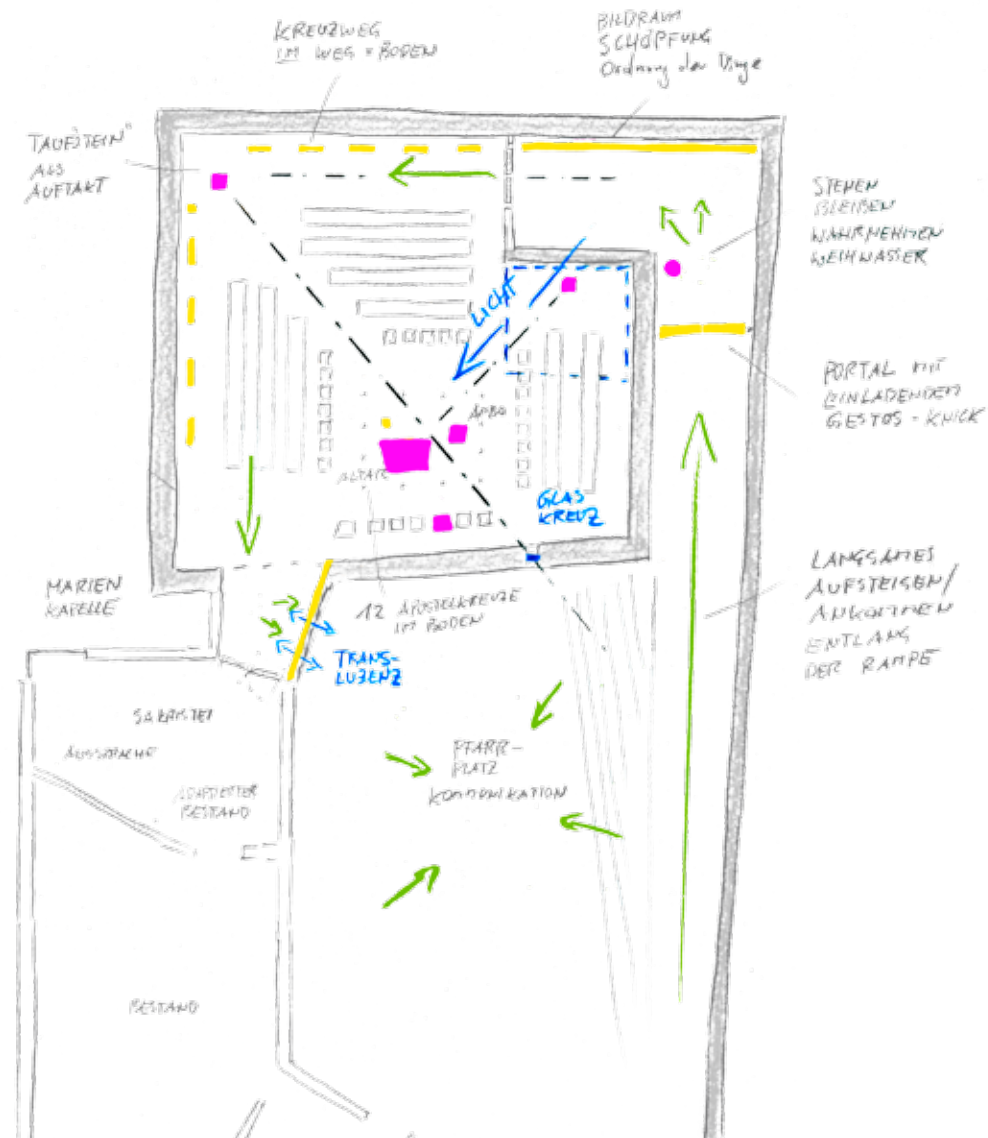 KREUZWEG
IM WEG + BODEN
BILDRAUM
SCHÖPFUNG
Ordnung der Dinge
TAUFSTEIN"
ALS
AUFTAKT
STEHEN
BLEIBEN
WAHRNEHMEN
WEIHWASSER
LICHT
PORTAL MIT
EINLADENDEM
GESTUS - KNICK
AMBO
ALTAR
GLAS
KREUZ
MARIEN
KAPELLE
12 APOSTELKREUZE
IM BODEN
TRANS-
LUZENZ
LANGSAMES
AUFSTEIGEN/
ANKOMMEN
ENTLANG
DER RAMPE
SAKRISTEI
AUSSPRACHE
ADAPTIERTER
BESTAND
PFARR-
PLATZ
KOMMUNIKATION
BESTAND